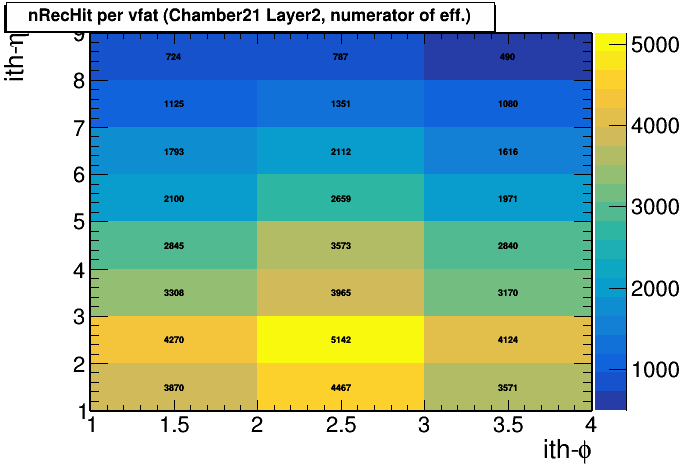 nRecHit per vfat (Chamber21 Layer2, numerator of eff.)
ith-η
9
8
7
6
5
4
3
2
1
724 787 490
1125 1351 1080
1793 2112 1616
2100 2659 1971
2845 3573 2840
3308 3965 3170
4270 5142 4124
3870 4467 3571
1 1.5 2 2.5 3 3.5 4
ith-ϕ
5000
4000
3000
2000
1000